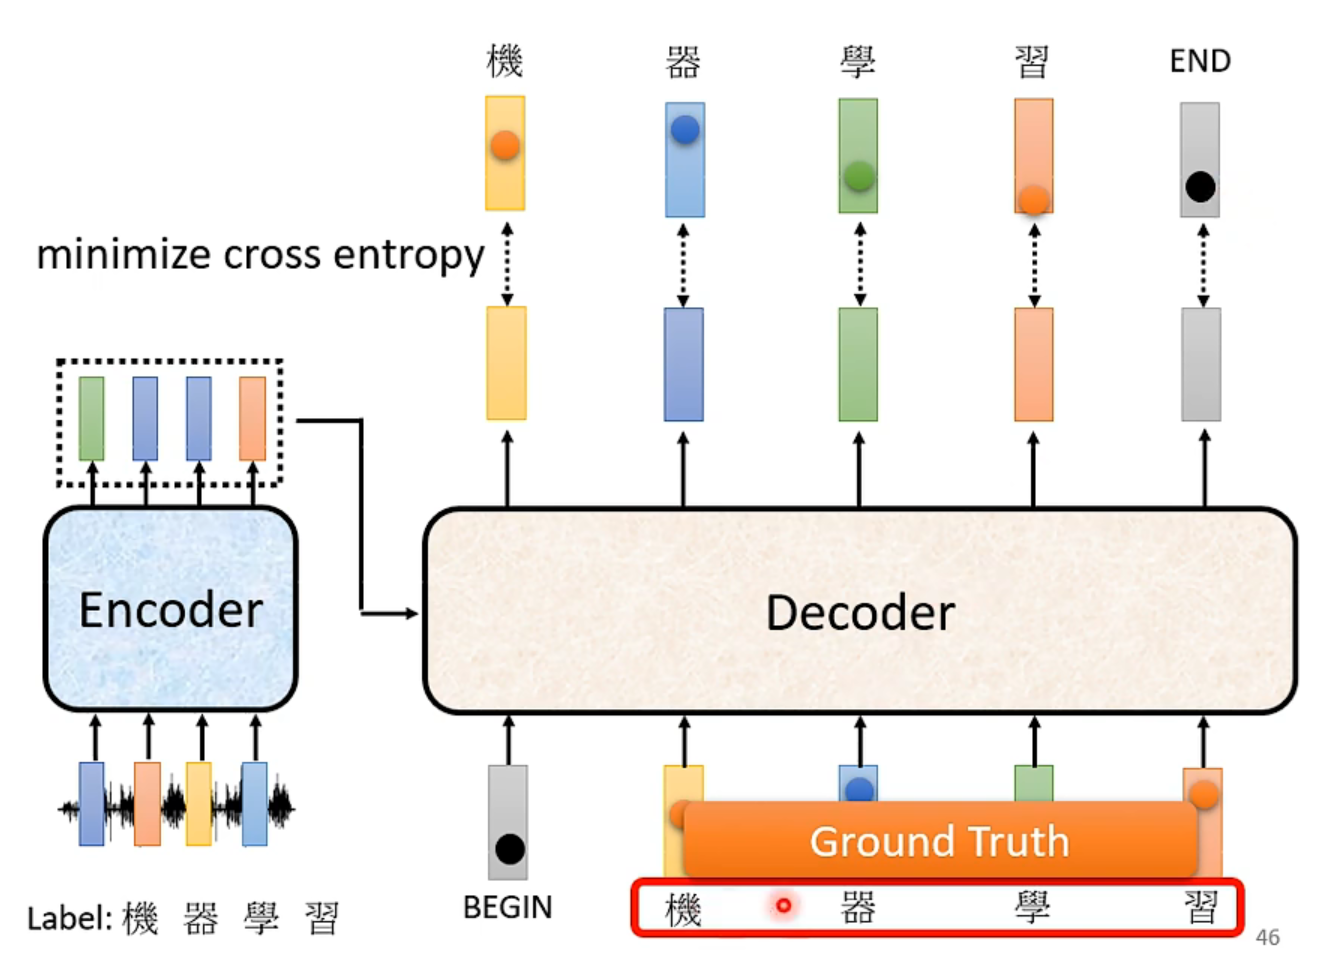 機 器 學 習 END
minimize cross entropy
Encoder
Decoder
Ground Truth
Label: 機 器 學 習
BEGIN
機 器 學 習
46